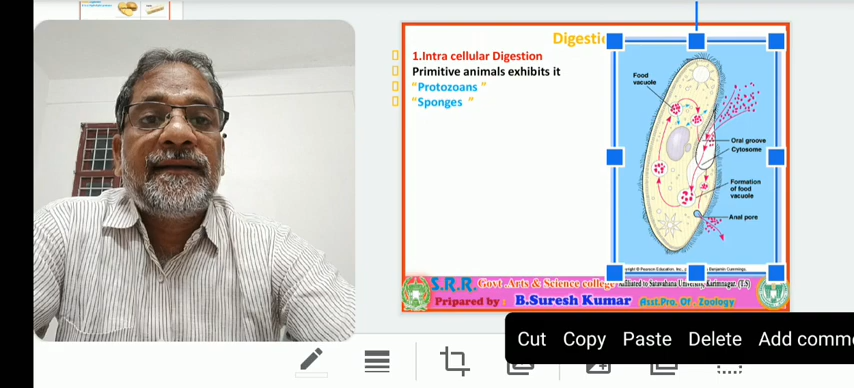 Digestic
1.Intra cellular Digestion
Primitive animals exhibits it
"Protozoans "
"Sponges "
Food
vacuole
Oral groove
Cytosome
Formation
of food
vacuole
Anal pore
S.R.R. Govt .Arts & Science college Affiliated to Satavahana University, Karimnagar. (T.S)
Pripared by : B.Suresh Kumar Asst.Pro, Of . Zoology
Cut Copy Paste Delete Add comme